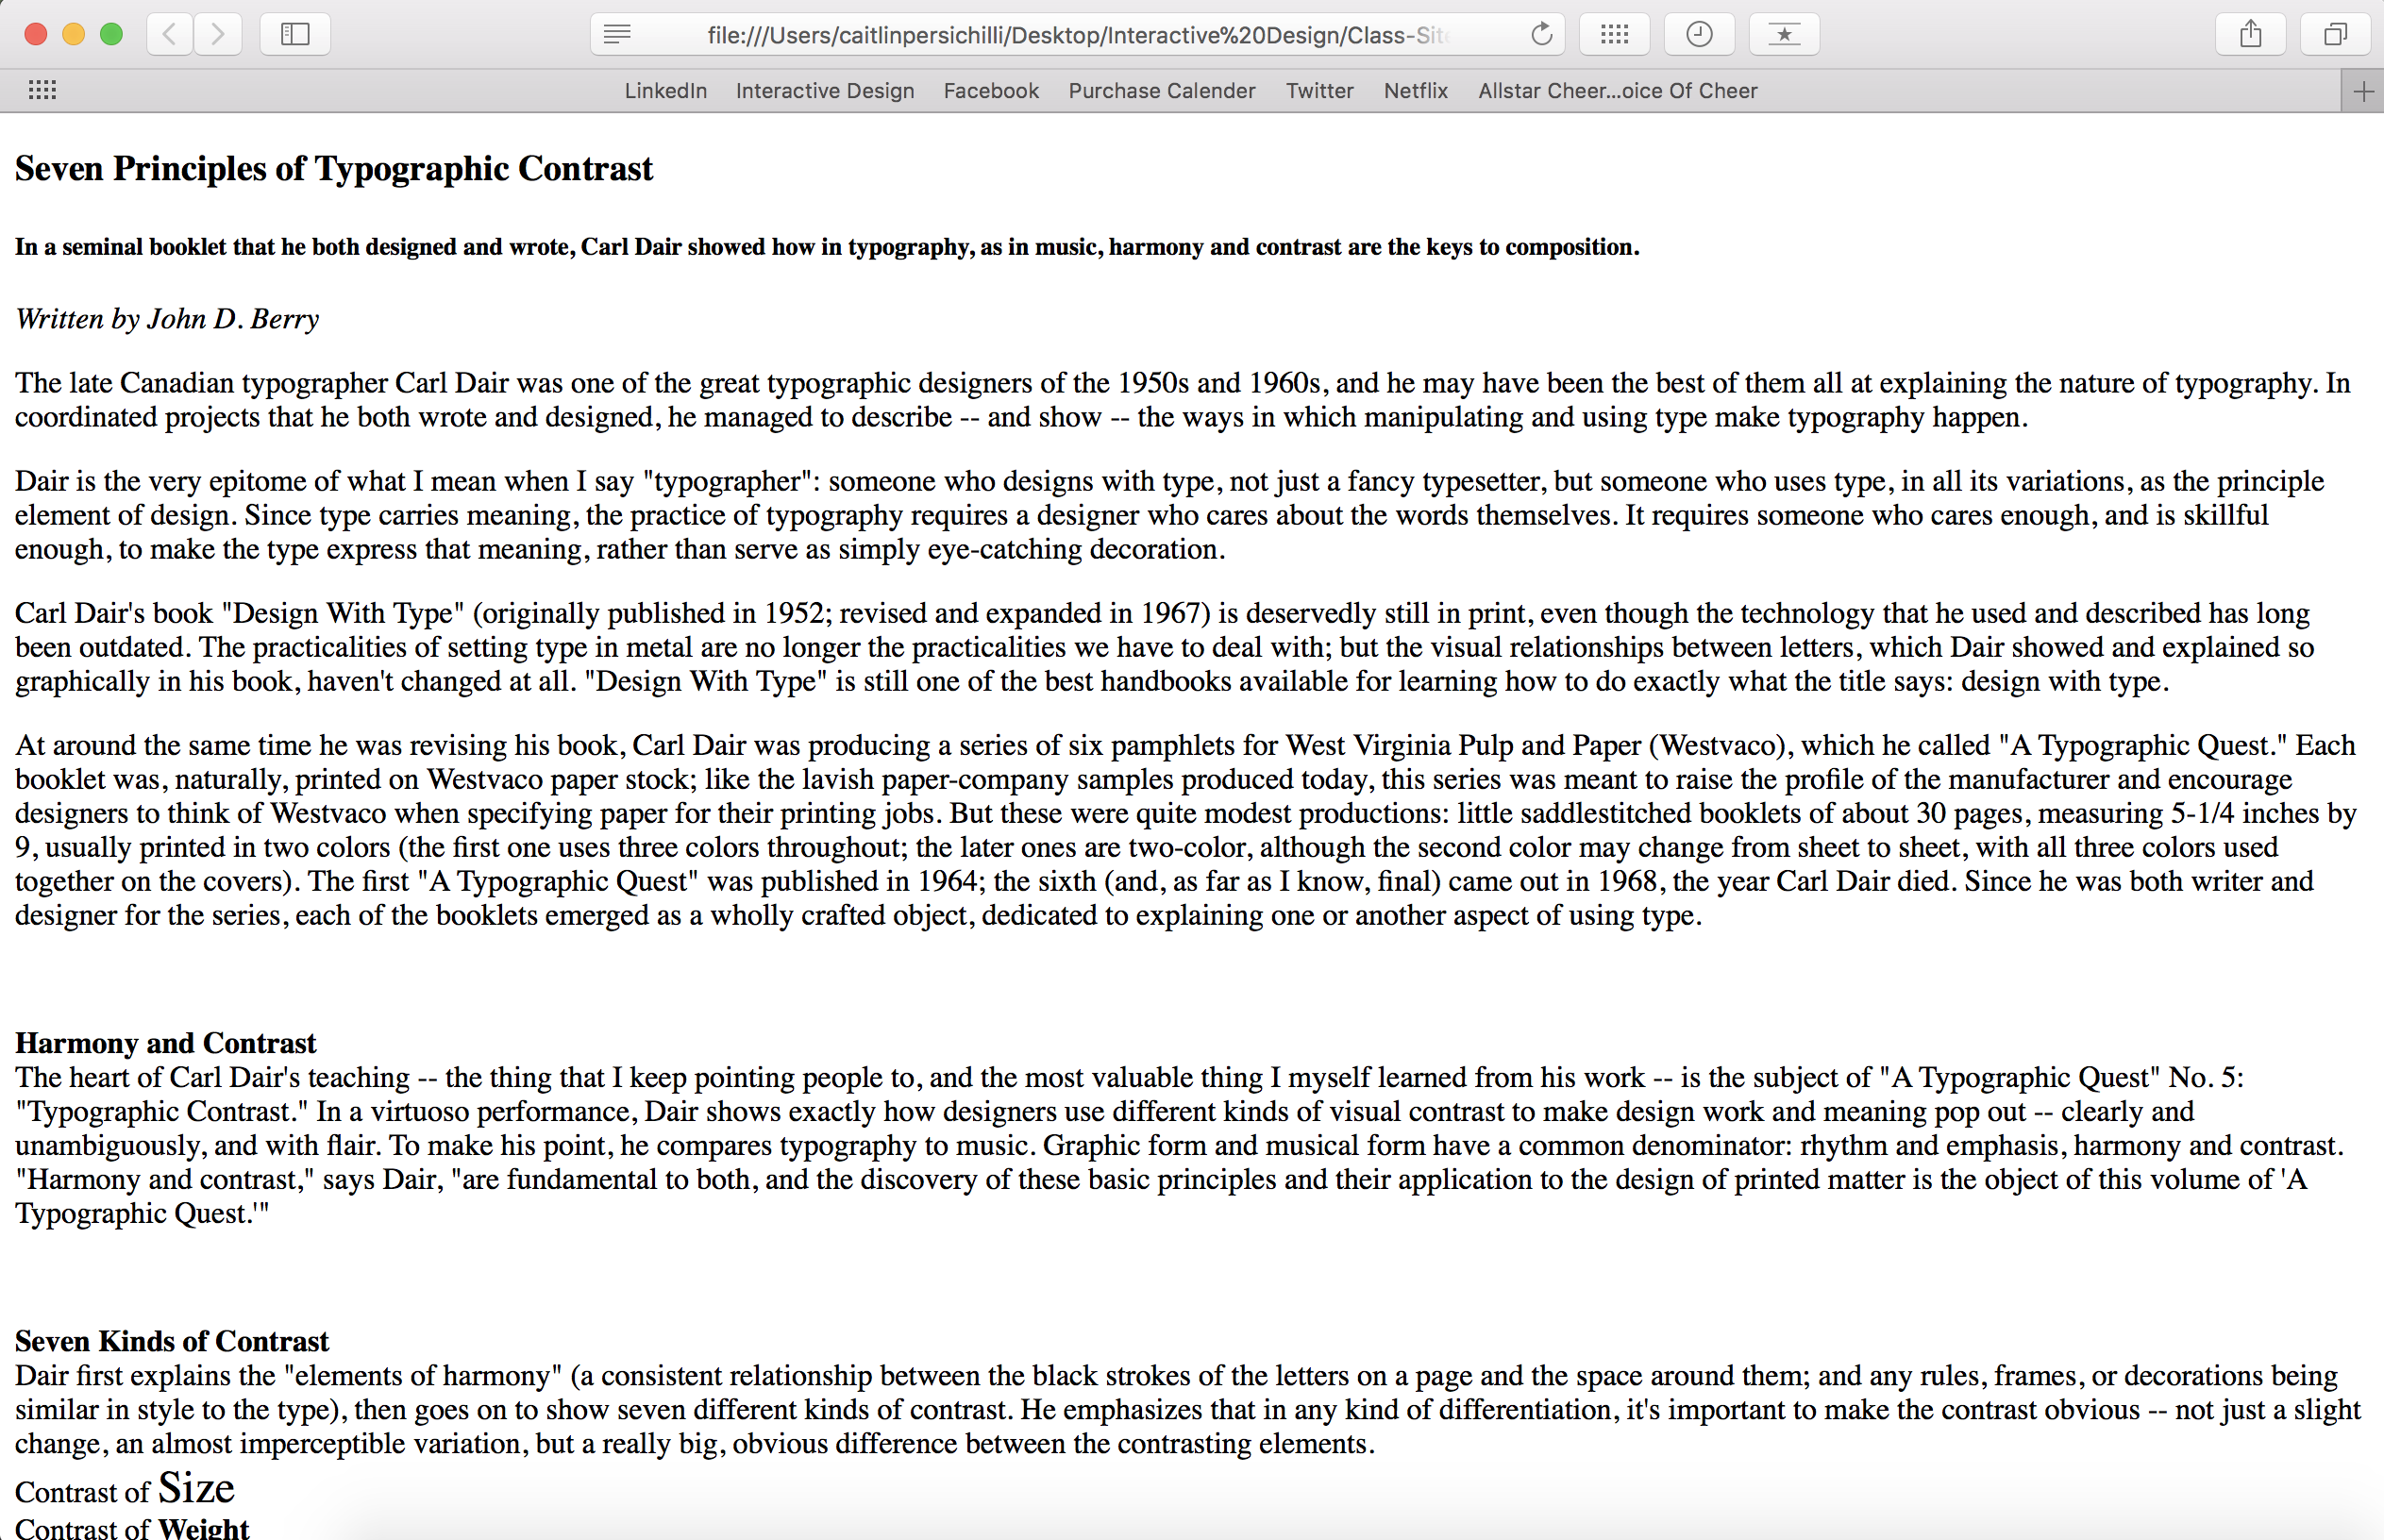 file:///Users/caitlinpersichilli/Desktop/Interactive%20Design/Class-Site
LinkedIn Interactive Design Facebook Purchase Calender Twitter Netflix Allstar Cheer...oice Of Cheer
Seven Principles of Typographic Contrast
In a seminal booklet that he both designed and wrote, Carl Dair showed how in typography, as in music, harmony and contrast are the keys to composition.
Written by John D. Berry
The late Canadian typographer Carl Dair was one of the great typographic designers of the 1950s and 1960s, and he may have been the best of them all at explaining the nature of typography. In
coordinated projects that he both wrote and designed, he managed to describe -- and show -- the ways in which manipulating and using type make typography happen.
Dair is the very epitome of what I mean when I say "typographer": someone who designs with type, not just a fancy typesetter, but someone who uses type, in all its variations, as the principle
element of design. Since type carries meaning, the practice of typography requires a designer who cares about the words themselves. It requires someone who cares enough, and is skillful
enough, to make the type express that meaning, rather than serve as simply eye-catching decoration.
Carl Dair's book "Design With Type" (originally published in 1952; revised and expanded in 1967) is deservedly still in print, even though the technology that he used and described has long
been outdated. The practicalities of setting type in metal are no longer the practicalities we have to deal with; but the visual relationships between letters, which Dair showed and explained so
graphically in his book, haven't changed at all. "Design With Type" is still one of the best handbooks available for learning how to do exactly what the title says: design with type.
At around the same time he was revising his book, Carl Dair was producing a series of six pamphlets for West Virginia Pulp and Paper (Westvaco), which he called "A Typographic Quest." Each
booklet was, naturally, printed on Westvaco paper stock; like the lavish paper-company samples produced today, this series was meant to raise the profile of the manufacturer and encourage
designers to think of Westvaco when specifying paper for their printing jobs. But these were quite modest productions: little saddlestitched booklets of about 30 pages, measuring 5-1/4 inches by
9, usually printed in two colors (the first one uses three colors throughout; the later ones are two-color, although the second color may change from sheet to sheet, with all three colors used
together on the covers). The first "A Typographic Quest" was published in 1964; the sixth (and, as far as I know, final) came out in 1968, the year Carl Dair died. Since he was both writer and
designer for the series, each of the booklets emerged as a wholly crafted object, dedicated to explaining one or another aspect of using type.
Harmony and Contrast
The heart of Carl Dair's teaching -- the thing that I keep pointing people to, and the most valuable thing I myself learned from his work -- is the subject of "A Typographic Quest" No. 5:
"Typographic Contrast." In a virtuoso performance, Dair shows exactly how designers use different kinds of visual contrast to make design work and meaning pop out -- clearly and
unambiguously, and with flair. To make his point, he compares typography to music. Graphic form and musical form have a common denominator: rhythm and emphasis, harmony and contrast.
"Harmony and contrast," says Dair, "are fundamental to both, and the discovery of these basic principles and their application to the design of printed matter is the object of this volume of 'A
Typographic Quest.'"
Seven Kinds of Contrast
Dair first explains the "elements of harmony" (a consistent relationship between the black strokes of the letters on a page and the space around them; and any rules, frames, or decorations being
similar in style to the type), then goes on to show seven different kinds of contrast. He emphasizes that in any kind of differentiation, it's important to make the contrast obvious -- not just a slight
change, an almost imperceptible variation, but a really big, obvious difference between the contrasting elements.
Contrast of Size
Contrast of Weight